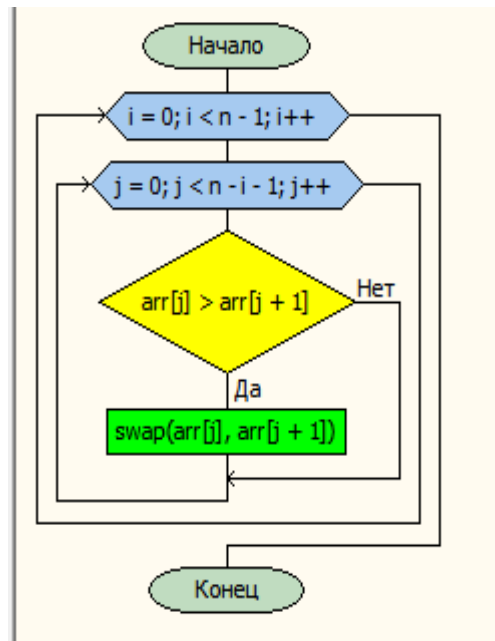 Начало
i = 0; i < n - 1; i++
j = 0; j < n -i - 1; j++
arr[j] > arr[j + 1]
Нет
Да
swap(arr[j], arr[j + 1])
Конец